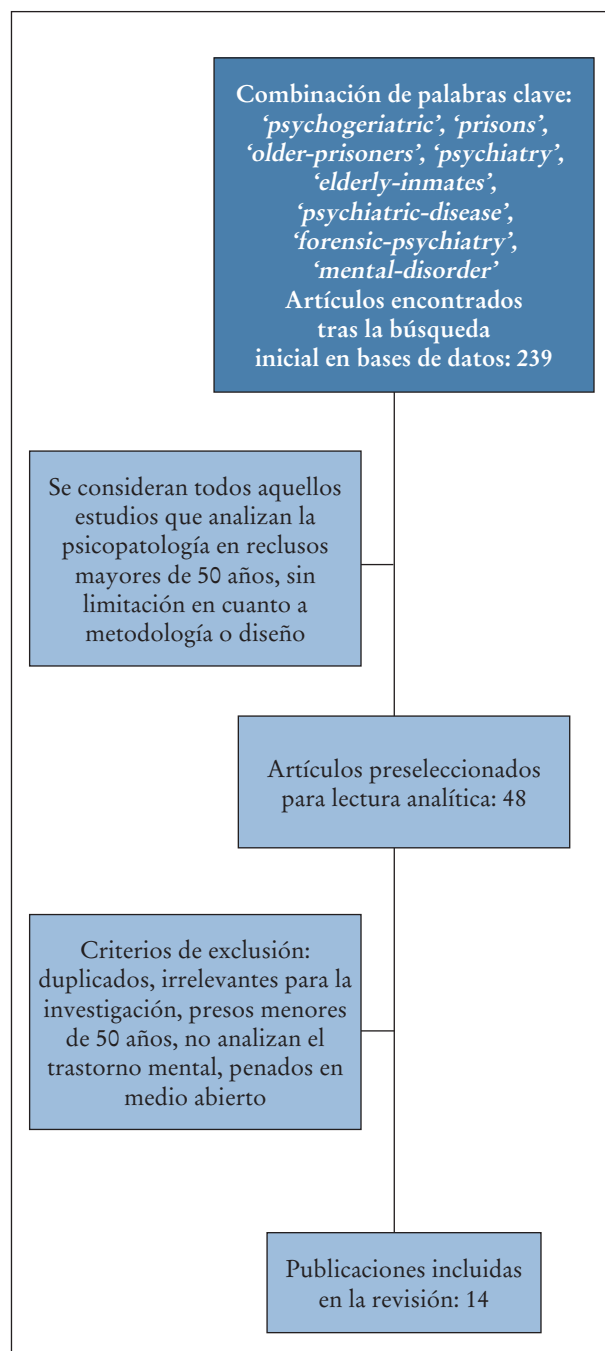 Combinación de palabras clave:
‘psychogeriatric’, ‘prisons’,
‘older-prisoners’, ‘psychiatry’,
‘elderly-inmates’,
‘psychiatric-disease’,
‘forensic-psychiatry’,
‘mental-disorder’
Artículos encontrados
tras la búsqueda
inicial en bases de datos: 239
Se consideran todos aquellos
estudios que analizan la
psicopatología en reclusos
mayores de 50 años, sin
limitación en cuanto a
metodología o diseño
Artículos preseleccionados
para lectura analítica: 48
Criterios de exclusión:
duplicados, irrelevantes para la
investigación, presos menores
de 50 años, no analizan el
trastorno mental, penados en
medio abierto
Publicaciones incluidas
en la revisión: 14